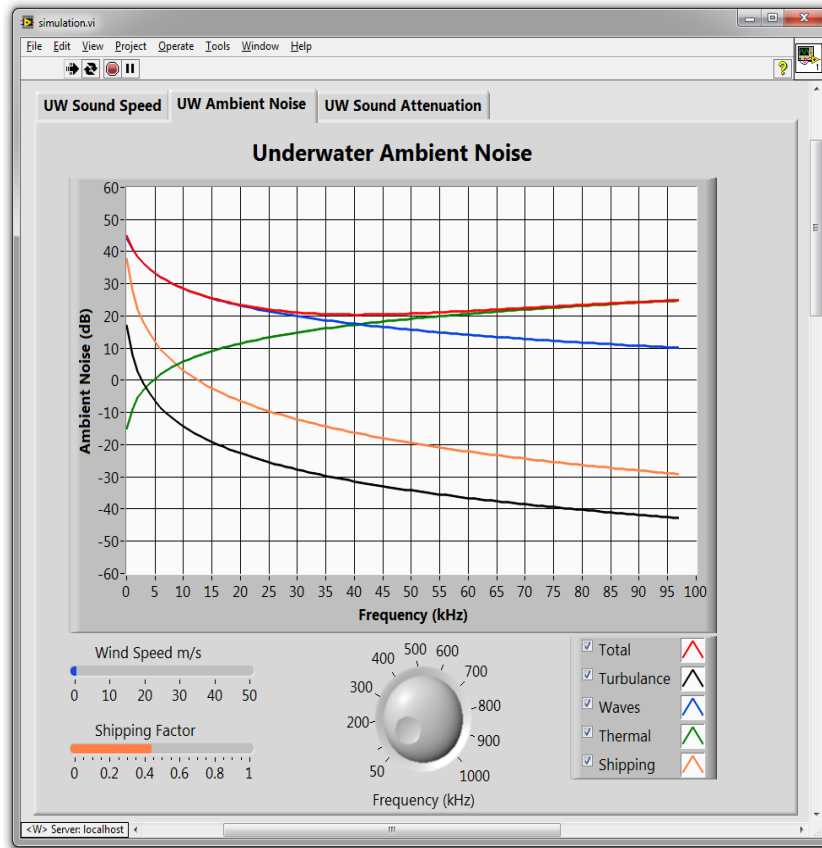 simulation.vi
File Edit View Project Operate Tools Window Help
UW Sound Speed UW Ambient Noise UW Sound Attenuation
Underwater Ambient Noise
60
50
40
30
20
10
0
-10
-20
-30
-40
-50
-60
Ambient Noise (dB)
0 5 10 15 20 25 30 35 40 45 50 55 60 65 70 75 80 85 90 95 100
Frequency (kHz)
Wind Speed m/s
0 10 20 30 40 50
Shipping Factor
0 0.2 0.4 0.6 0.8 1
50 200 300 400 500 600 700 800 900 1000
Frequency (kHz)
Total
Turbulance
Waves
Thermal
Shipping
<W> Server: localhost